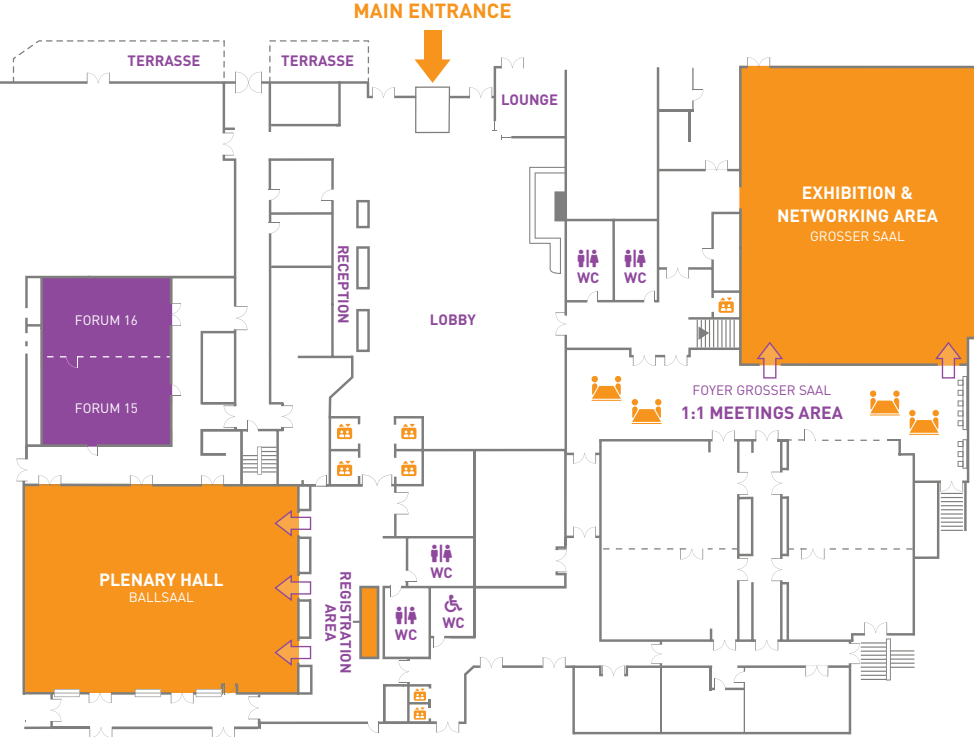 MAIN ENTRANCE
TERRASSE
TERRASSE
LOUNGE
EXHIBITION &
NETWORKING AREA
GROSSER SAAL
WC
WC
RECEPTION
LOBBY
FORUM 16
FORUM 15
FOYER GROSSER SAAL
1:1 MEETINGS AREA
PLENARY HALL
BALLSAAL
REGISTRATION
AREA
WC
WC
WC